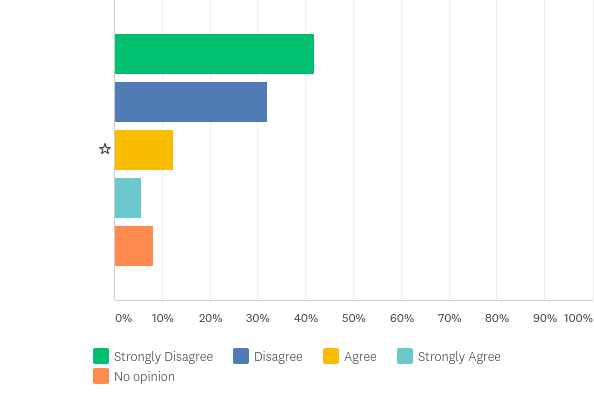 0% 10% 20% 30% 40% 50% 60% 70% 80% 90% 100%
Strongly Disagree Disagree Agree Strongly Agree
No opinion